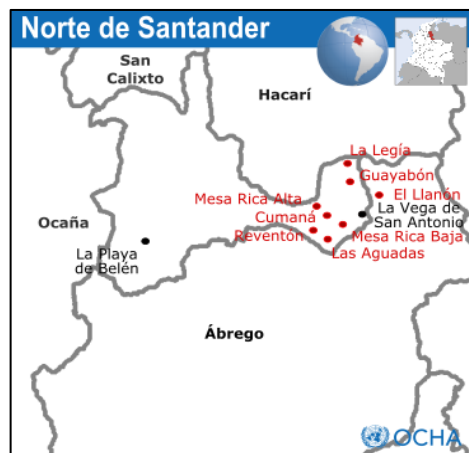 Norte de Santander
San
Calixto
Hacarí
La Legía
Guayabón
El Llanón
Mesa Rica Alta
Cumaná
La Vega de
San Antonio
Ocaña
Reventón
Mesa Rica Baja
La Playa
de Belén
Las Aguadas
Ábrego
OCHA